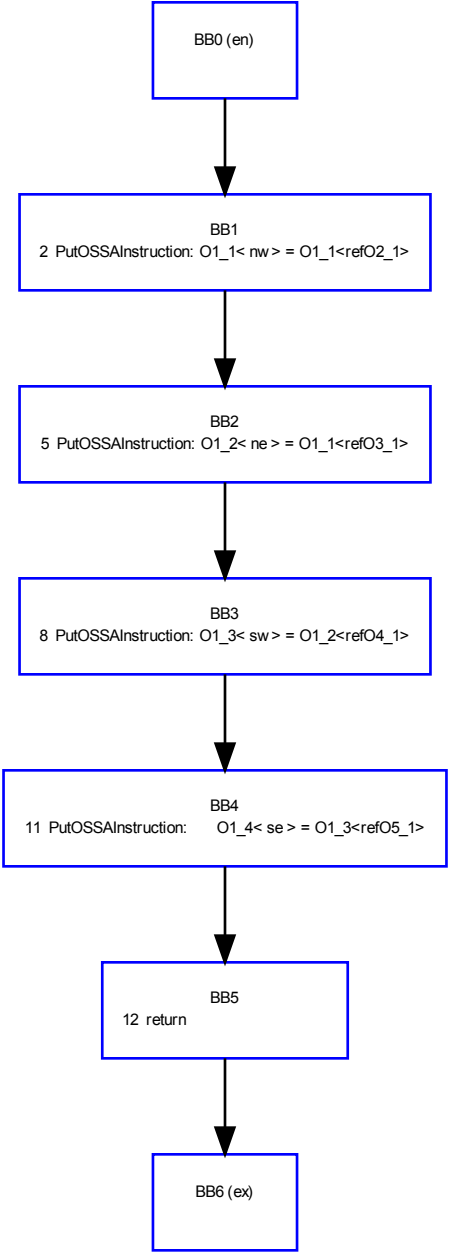 BB0 (en)
BB1
2 PutOSSAInstruction: O1_1< nw > = O1_1<refO2_1>
BB2
5 PutOSSAInstruction: O1_2< ne > = O1_1<refO3_1>
BB3
8 PutOSSAInstruction: O1_3< sw > = O1_2<refO4_1>
BB4
11 PutOSSAInstruction: O1_4< se > = O1_3<refO5_1>
BB5
12 return
BB6 (ex)